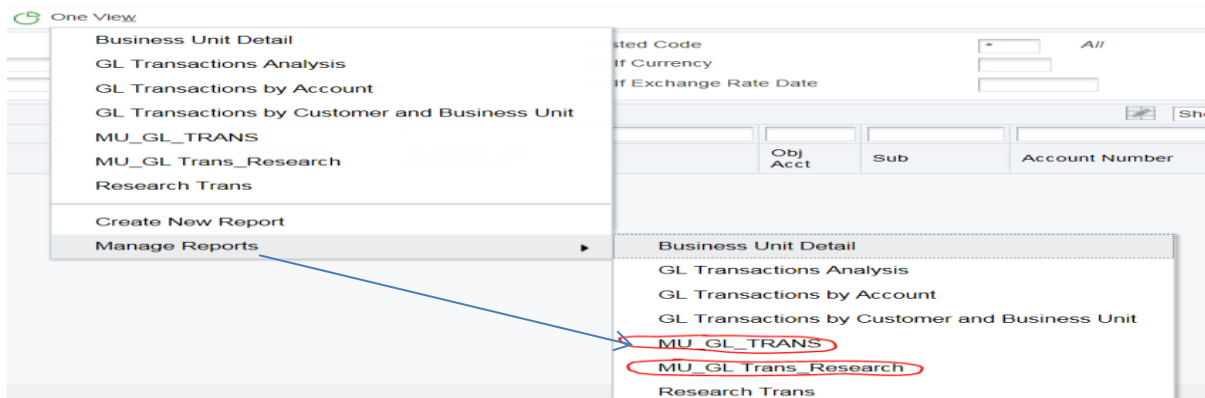 One View
Business Unit Detail
GL Transactions Analysis
GL Transactions by Account
GL Transactions by Customer and Business Unit
MU_GL_TRANS
MU_GL Trans_Research
Research Trans
Create New Report
Manage Reports
sted Code
* All
If Currency
If Exchange Rate Date
Sh
Obj Acct
Sub
Account Number
Business Unit Detail
GL Transactions Analysis
GL Transactions by Account
GL Transactions by Customer and Business Unit
MU_GL_TRANS
MU_GL Trans_Research
Research Trans